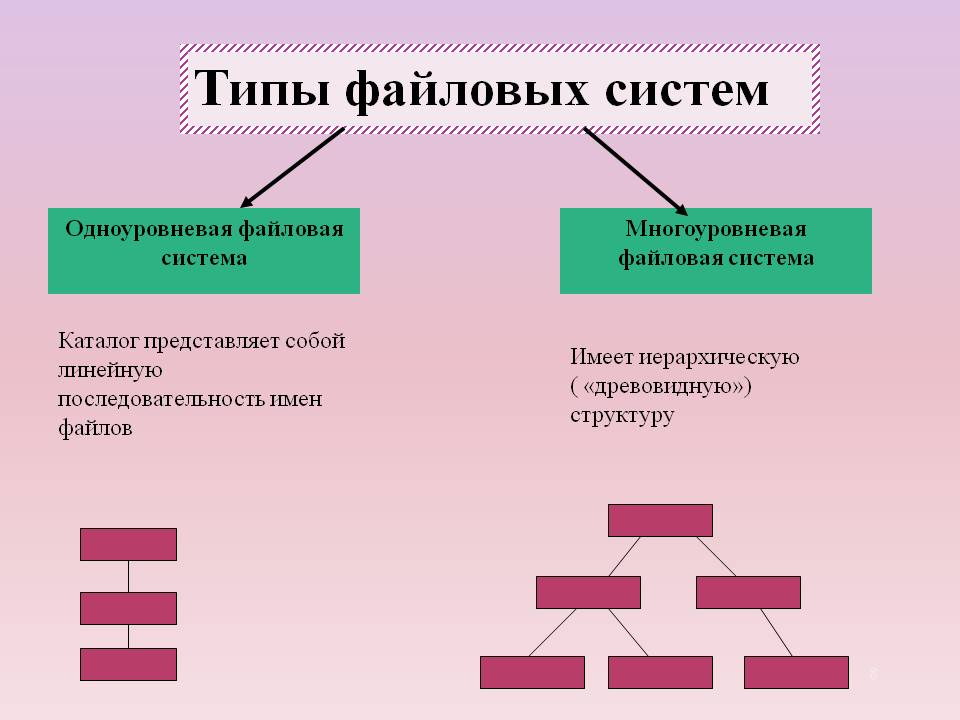 Типы файловых систем
Одноуровневая файловая
система
Многоуровневая
файловая система
Каталог представляет собой
линейную
последовательность имен
файлов
Имеет иерархическую
( «древовидную»)
структуру
8